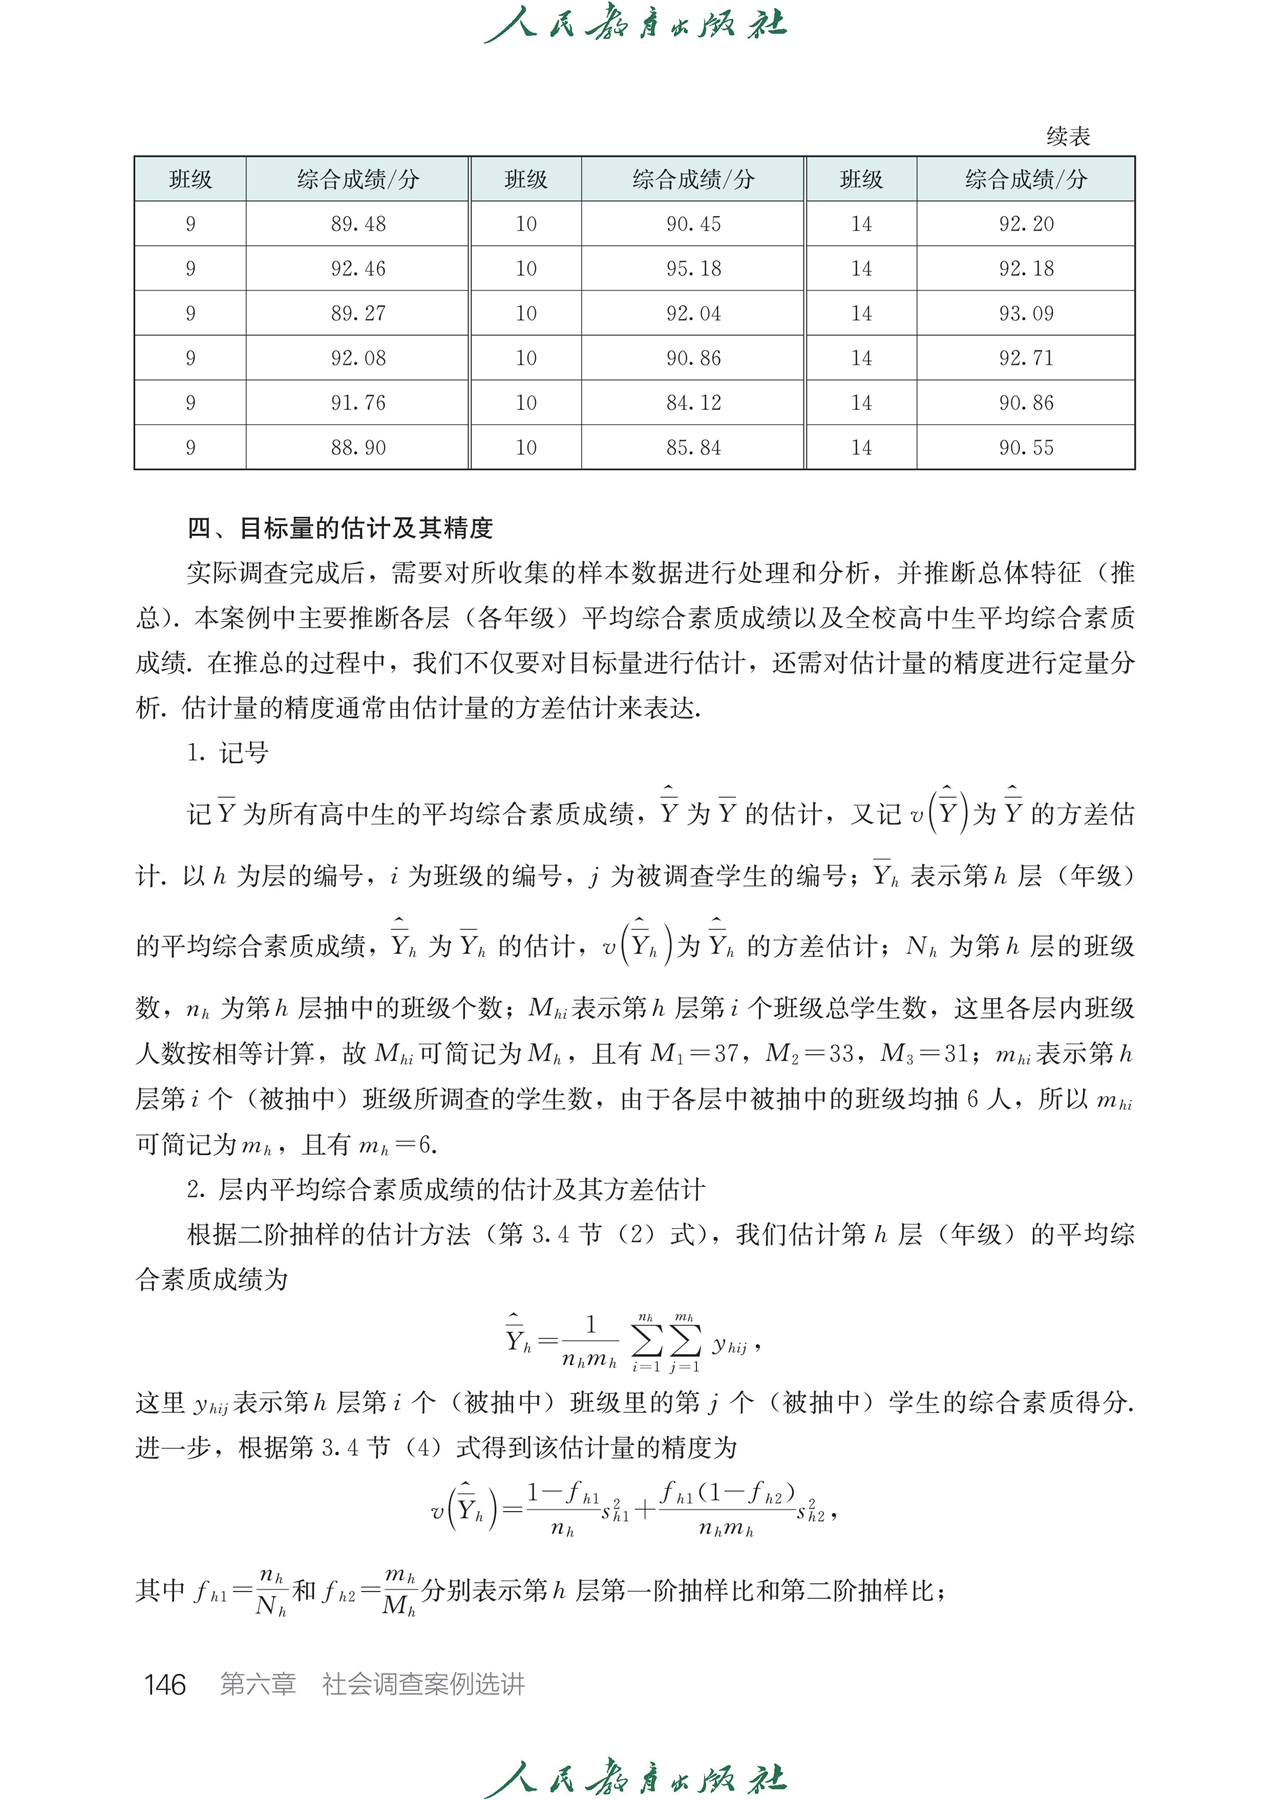 人民教育出版社
续表
班级 综合成绩/分 班级 综合成绩/分 班级 综合成绩/分
9 89.48 10 90.45 14 92.20
9 92.46 10 95.18 14 92.18
9 89.27 10 92.04 14 93.09
9 92.08 10 90.86 14 92.71
9 91.76 10 84.12 14 90.86
9 88.90 10 85.84 14 90.55
四、目标量的估计及其精度
实际调查完成后，需要对所收集的样本数据进行处理和分析，并推断总体特征（推
总）. 本案例中主要推断各层（各年级）平均综合素质成绩以及全校高中生平均综合素质
成绩. 在推总的过程中，我们不仅要对目标量进行估计，还需对估计量的精度进行定量分
析. 估计量的精度通常由估计量的方差估计来表达.
1. 记号
记 $\overline{Y}$ 为所有高中生的平均综合素质成绩，$\hat{\overline{Y}}$ 为 $\overline{Y}$ 的估计，又记 $v\left(\hat{\overline{Y}}\right)$ 为 $\hat{\overline{Y}}$ 的方差估
计. 以 h 为层的编号，i 为班级的编号，j 为被调查学生的编号；$\overline{Y}_h$ 表示第 h 层（年级）
的平均综合素质成绩，$\hat{\overline{Y}}_h$ 为 $\overline{Y}_h$ 的估计，$v\left(\hat{\overline{Y}}_h\right)$ 为 $\hat{\overline{Y}}_h$ 的方差估计；$N_h$ 为第 h 层的班级
数，$n_h$ 为第 h 层抽中的班级个数；$M_{hi}$ 表示第 h 层第 i 个班级总学生数，这里各层内班级
人数按相等计算，故 $M_{hi}$ 可简记为 $M_h$，且有 $M_1=37$，$M_2=33$，$M_3=31$；$m_{hi}$ 表示第 h
层第 i 个（被抽中）班级所调查的学生数，由于各层中被抽中的班级均抽 6 人，所以 $m_{hi}$
可简记为 $m_h$，且有 $m_h=6$.
2. 层内平均综合素质成绩的估计及其方差估计
根据二阶抽样的估计方法（第 3.4 节（2）式），我们估计第 h 层（年级）的平均综
合素质成绩为
$\hat{\overline{Y}}_h=\frac{1}{n_h m_h}\sum_{i=1}^{n_h}\sum_{j=1}^{m_h} y_{hij}$，
这里 $y_{hij}$ 表示第 h 层第 i 个（被抽中）班级里的第 j 个（被抽中）学生的综合素质得分.
进一步，根据第 3.4 节（4）式得到该估计量的精度为
$v\left(\hat{\overline{Y}}_h\right)=\frac{1-f_{h1}}{n_h}s_{h1}^2+\frac{f_{h1}(1-f_{h2})}{n_h m_h}s_{h2}^2$，
其中 $f_{h1}=\frac{n_h}{N_h}$ 和 $f_{h2}=\frac{m_h}{M_h}$ 分别表示第 h 层第一阶抽样比和第二阶抽样比；
146 第六章 社会调查案例选讲
人民教育出版社